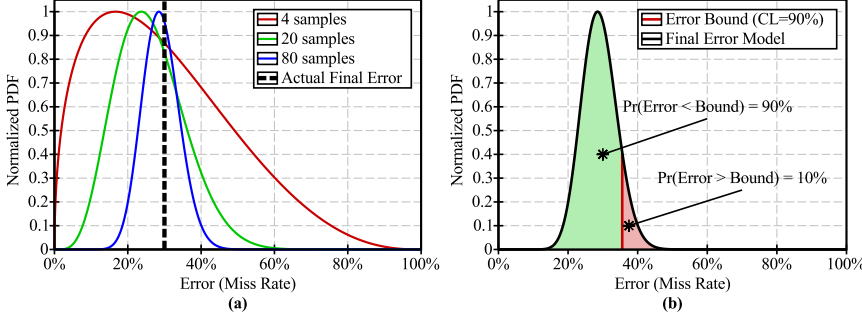 1
0.9
0.8
0.7
0.6
0.5
0.4
0.3
0.2
0.1
0
Normalized PDF
0%
20%
40%
60%
80%
100%
Error (Miss Rate)
4 samples
20 samples
80 samples
Actual Final Error
(a)
1
0.9
0.8
0.7
0.6
0.5
0.4
0.3
0.2
0.1
0
Normalized PDF
0%
20%
40%
60%
80%
100%
Error (Miss Rate)
Error Bound (CL=90%)
Final Error Model
Pr(Error < Bound) = 90%
Pr(Error > Bound) = 10%
(b)